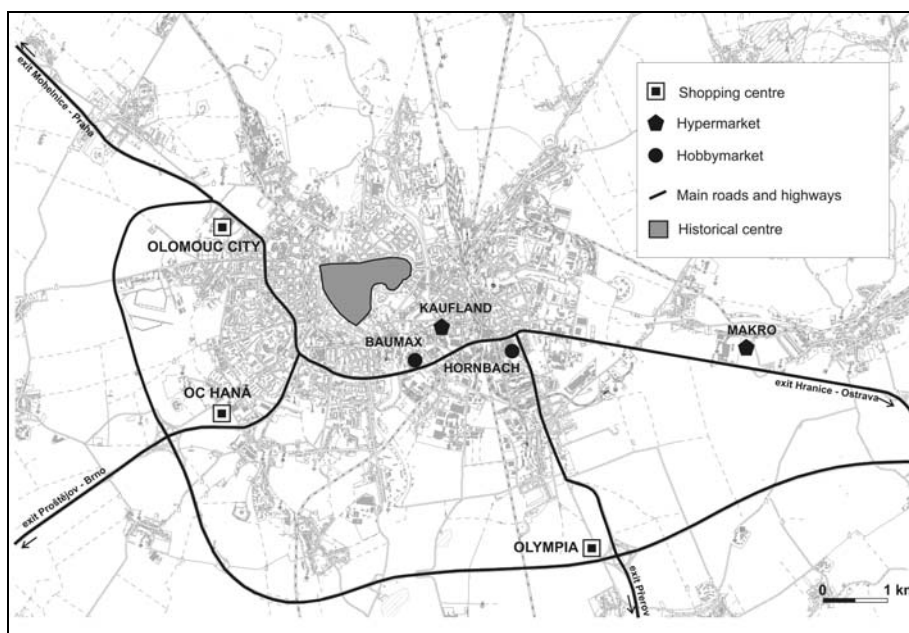 exit Mohelnice - Praha
Shopping centre
Hypermarket
Hobbymarket
Main roads and highways
Historical centre
OLOMOUC CITY
KAUFLAND
BAUMAX
HORNBACH
MAKRO
exit Hranice - Ostrava
OC HANÁ
exit Prostějov - Brno
OLYMPIA
exit Přerov
0 1 km